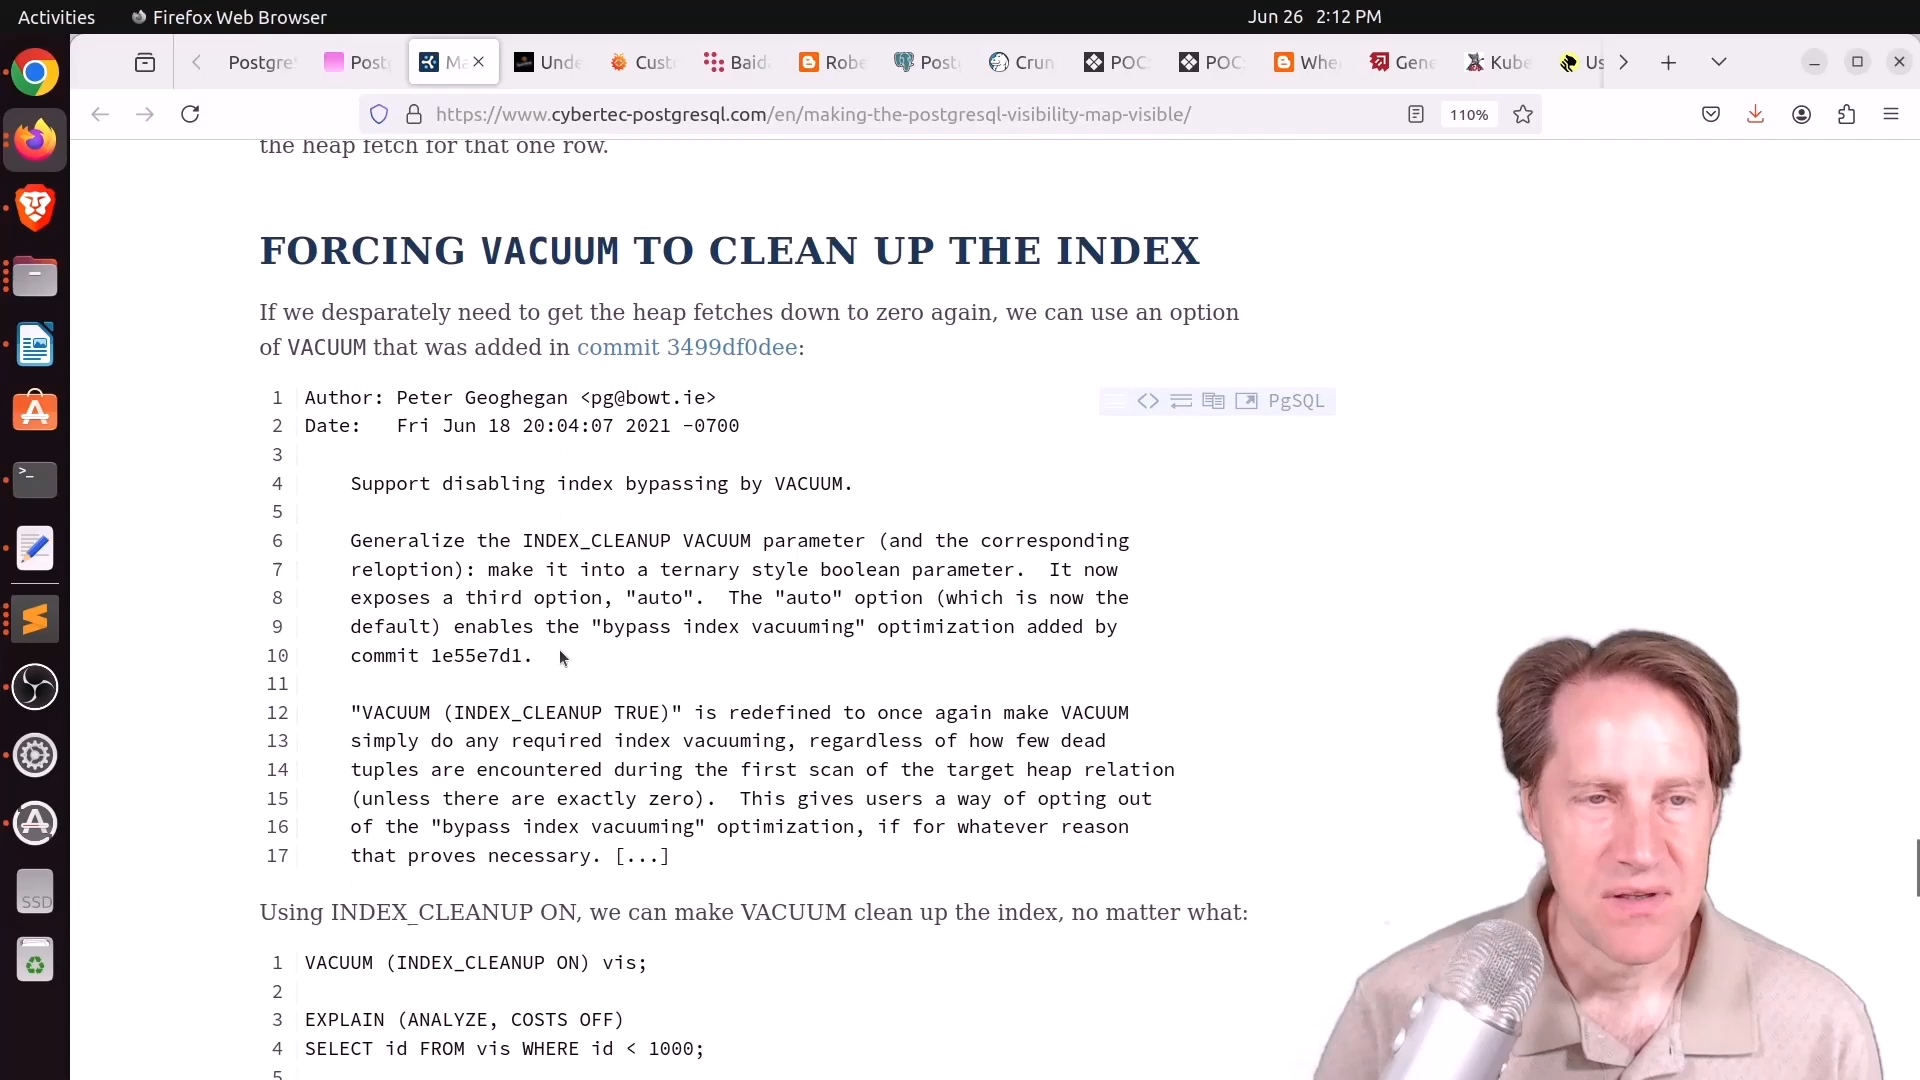 Activities Firefox Web Browser Jun 26 2:12 PM
Postgre Post Ma Und Cust Baid Robe Post Crun POC POC Whe Gene Kube Us
https://www.cybertec-postgresql.com/en/making-the-postgresql-visibility-map-visible/ 110%
the heap fetch for that one row.
FORCING VACUUM TO CLEAN UP THE INDEX
If we desparately need to get the heap fetches down to zero again, we can use an option
of VACUUM that was added in commit 3499df0dee:
PgSQL
1 Author: Peter Geoghegan <pg@bowt.ie>
2 Date: Fri Jun 18 20:04:07 2021 -0700
3
4 Support disabling index bypassing by VACUUM.
5
6 Generalize the INDEX_CLEANUP VACUUM parameter (and the corresponding
7 reloption): make it into a ternary style boolean parameter. It now
8 exposes a third option, "auto". The "auto" option (which is now the
9 default) enables the "bypass index vacuuming" optimization added by
10 commit 1e55e7d1.
11
12 "VACUUM (INDEX_CLEANUP TRUE)" is redefined to once again make VACUUM
13 simply do any required index vacuuming, regardless of how few dead
14 tuples are encountered during the first scan of the target heap relation
15 (unless there are exactly zero). This gives users a way of opting out
16 of the "bypass index vacuuming" optimization, if for whatever reason
17 that proves necessary. [...]
Using INDEX_CLEANUP ON, we can make VACUUM clean up the index, no matter what:
1 VACUUM (INDEX_CLEANUP ON) vis;
2
3 EXPLAIN (ANALYZE, COSTS OFF)
4 SELECT id FROM vis WHERE id < 1000;
5
SSD